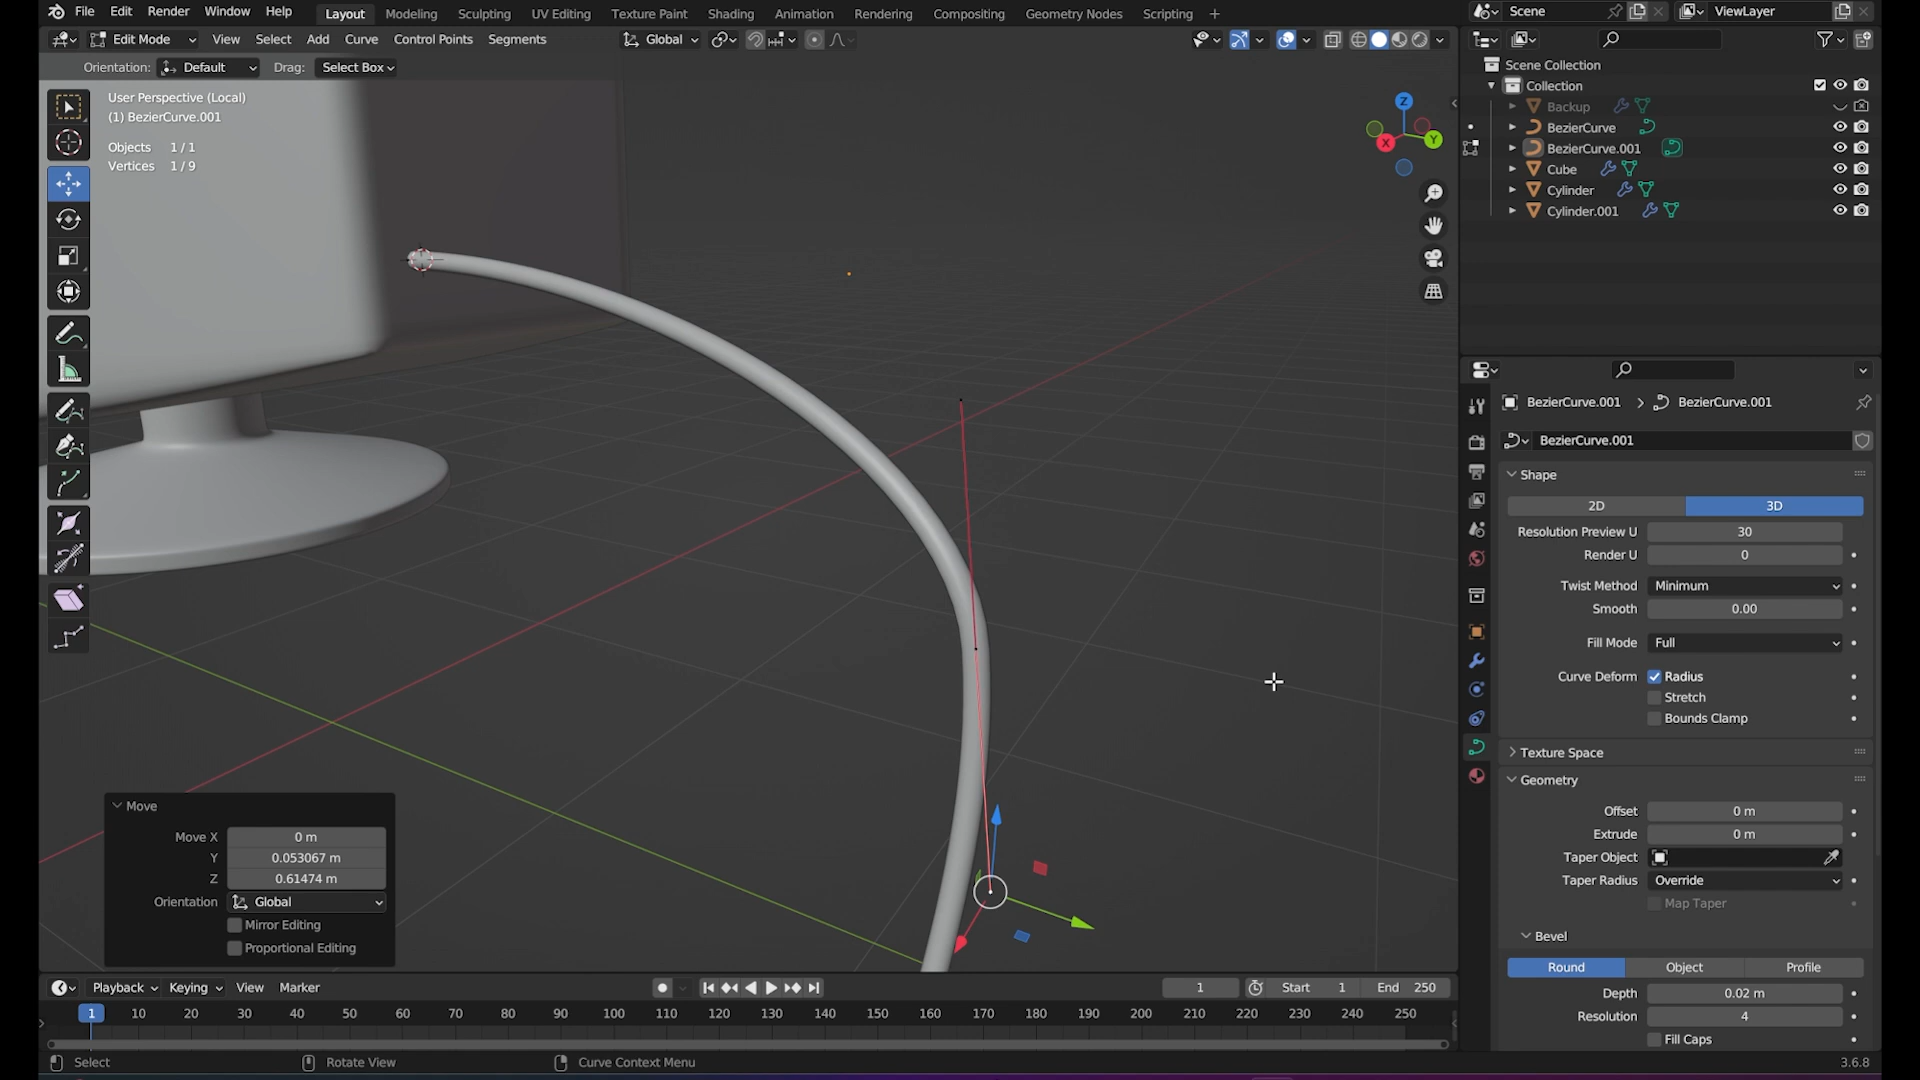 File Edit Render Window Help Layout Modeling Sculpting UV Editing Texture Paint Shading Animation Rendering Compositing Geometry Nodes Scripting + Scene ViewLayer
Edit Mode View Select Add Curve Control Points Segments Global
Orientation: Default Drag: Select Box
User Perspective (Local)
(1) BezierCurve.001
Objects 1/1
Vertices 1/9
Z
X
Y
Scene Collection
Collection
Backup
BezierCurve
BezierCurve.001
Cube
Cylinder
Cylinder.001
BezierCurve.001 > BezierCurve.001
BezierCurve.001
Shape
2D 3D
Resolution Preview U 30
Render U 0
Twist Method Minimum
Smooth 0.00
Fill Mode Full
Curve Deform Radius
Stretch
Bounds Clamp
Texture Space
Geometry
Offset 0 m
Extrude 0 m
Taper Object
Taper Radius Override
Map Taper
Bevel
Round Object Profile
Depth 0.02 m
Resolution 4
Fill Caps
Move
Move X 0 m
Y 0.053067 m
Z 0.61474 m
Orientation Global
Mirror Editing
Proportional Editing
Playback Keying View Marker 1 Start 1 End 250
1 10 20 30 40 50 60 70 80 90 100 110 120 130 140 150 160 170 180 190 200 210 220 230 240 250
Select Rotate View Curve Context Menu 3.6.8